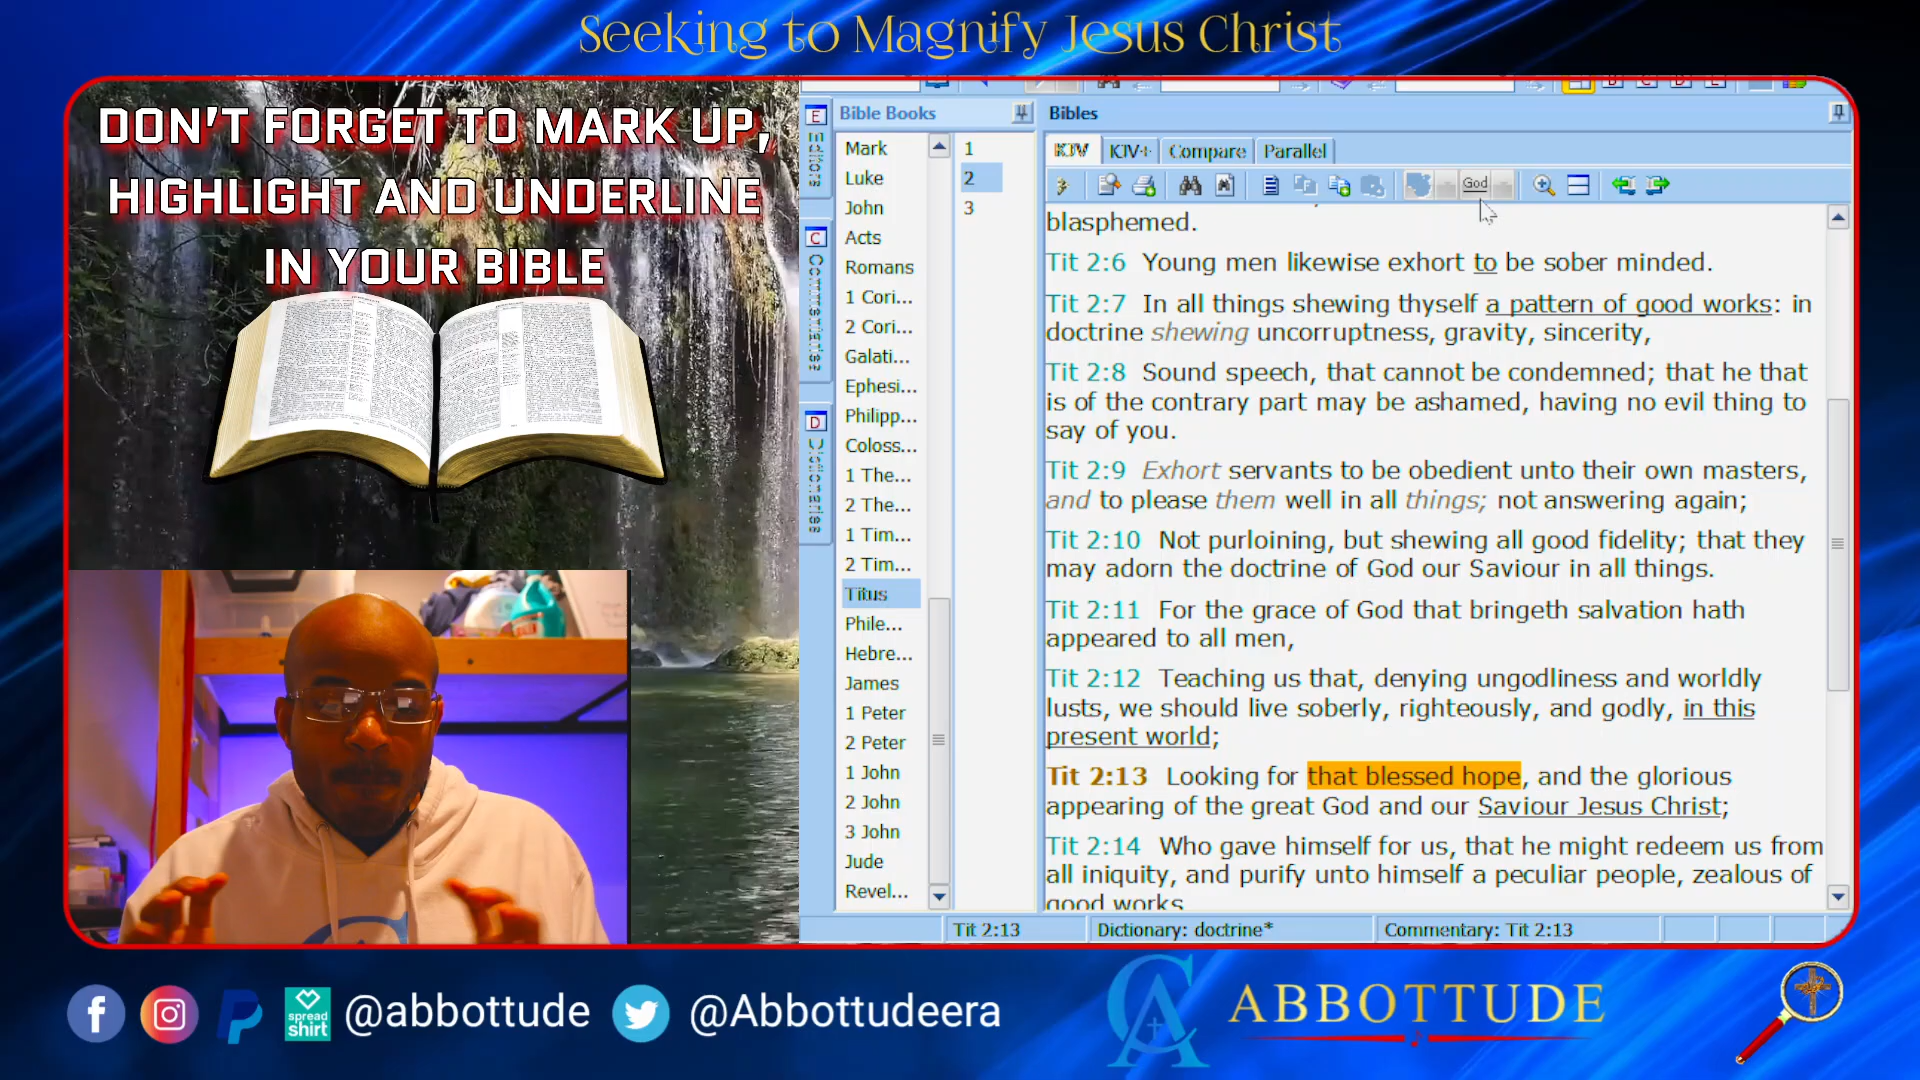 Seeking to Magnify Jesus Christ
DON'T FORGET TO MARK UP,
HIGHLIGHT AND UNDERLINE
IN YOUR BIBLE
E
Editors
C
Commentaries
D
Dictionaries
Bible Books
Mark
Luke
John
Acts
Romans
1 Cori...
2 Cori...
Galati...
Ephesi...
Philipp...
Coloss...
1 The...
2 The...
1 Tim...
2 Tim...
Titus
Phile...
Hebre...
James
1 Peter
2 Peter
1 John
2 John
3 John
Jude
Revel...
1
2
3
Bibles
KJV KJV+ Compare Parallel
God
blasphemed.
Tit 2:6 Young men likewise exhort to be sober minded.
Tit 2:7 In all things shewing thyself a pattern of good works: in
doctrine shewing uncorruptness, gravity, sincerity,
Tit 2:8 Sound speech, that cannot be condemned; that he that
is of the contrary part may be ashamed, having no evil thing to
say of you.
Tit 2:9 Exhort servants to be obedient unto their own masters,
and to please them well in all things; not answering again;
Tit 2:10 Not purloining, but shewing all good fidelity; that they
may adorn the doctrine of God our Saviour in all things.
Tit 2:11 For the grace of God that bringeth salvation hath
appeared to all men,
Tit 2:12 Teaching us that, denying ungodliness and worldly
lusts, we should live soberly, righteously, and godly, in this
present world;
Tit 2:13 Looking for that blessed hope, and the glorious
appearing of the great God and our Saviour Jesus Christ;
Tit 2:14 Who gave himself for us, that he might redeem us from
all iniquity, and purify unto himself a peculiar people, zealous of
good works.
Tit 2:13 Dictionary: doctrine* Commentary: Tit 2:13
spread
shirt
@abbottude
@Abbottudeera
CA
ABBOTTUDE